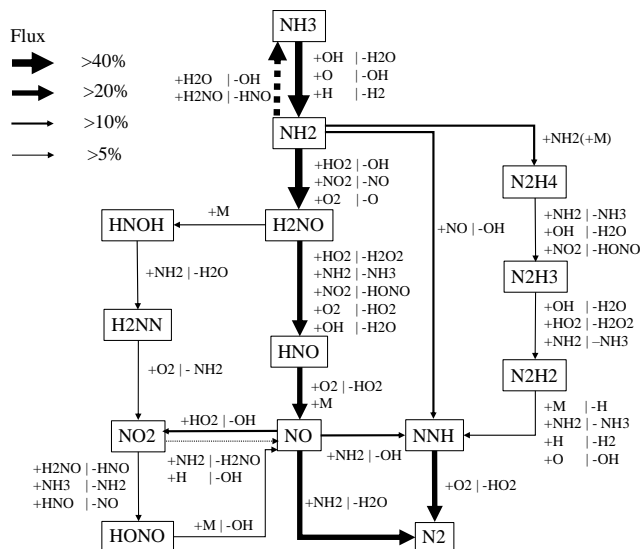 NH3
Flux
>40%
>20%
>10%
>5%
+OH | -H2O
+O | -OH
+H | -H2
+H2O | -OH
+H2NO | -HNO
NH2
+NH2(+M)
+HO2 | -OH
+NO2 | -NO
+O2 | -O
N2H4
HNOH
+M
H2NO
+NO | -OH
+NH2 | -NH3
+OH | -H2O
+NO2 | -HONO
+NH2 | -H2O
+HO2 | -H2O2
+NH2 | -NH3
+NO2 | -HONO
+O2 | -HO2
+OH | -H2O
N2H3
H2NN
+OH | -H2O
+HO2 | -H2O2
+NH2 | –NH3
HNO
+O2 | - NH2
+O2 | -HO2
+M
N2H2
+M | -H
+NH2 | - NH3
+H | -H2
+O | -OH
NO2
+HO2 | -OH
NO
+NH2 | -OH
NNH
+NH2 | -H2NO
+H | -OH
+H2NO | -HNO
+NH3 | -NH2
+HNO | -NO
+O2 | -HO2
+NH2 | -H2O
HONO
+M | -OH
N2